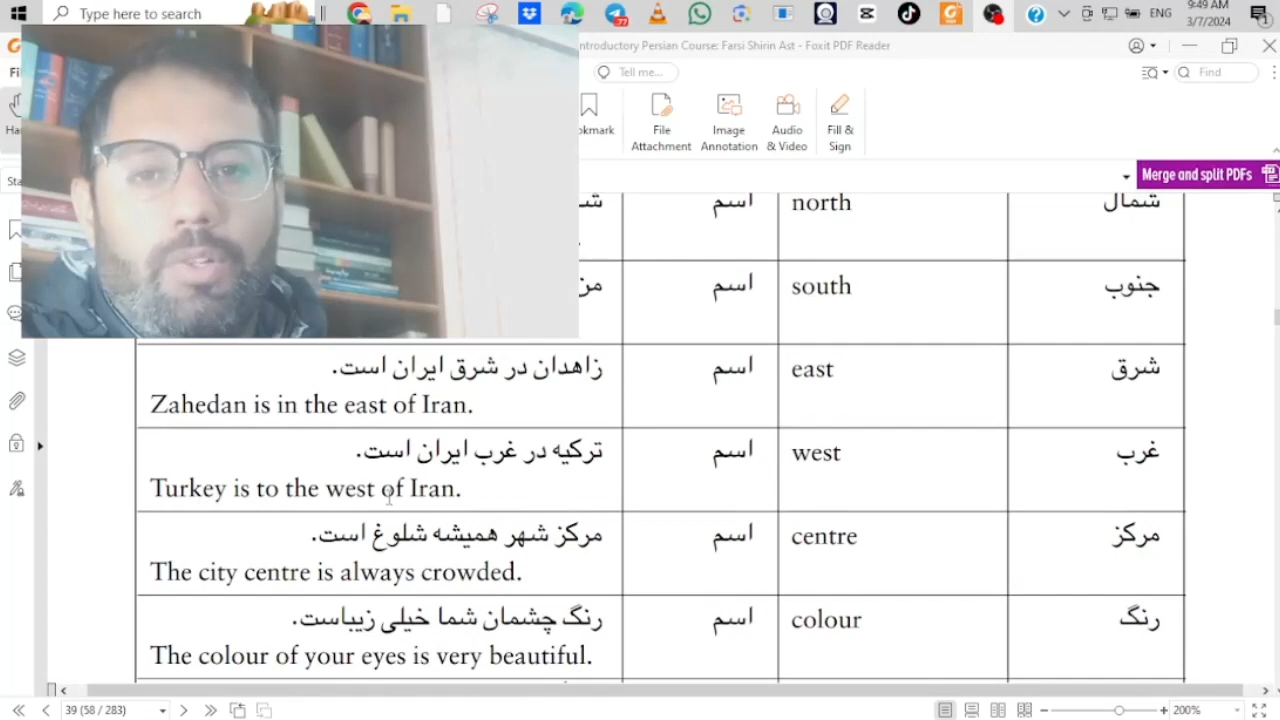 Type here to search
77
ENG
9:49 AM
3/7/2024
ntroductory Persian Course: Farsi Shirin Ast - Foxit PDF Reader
Tell me...
Find
File
Attachment
Image
Annotation
Audio
& Video
Fill &
Sign
Merge and split PDFs
شمال
north
اسم
جنوب
south
اسم
من
شرق
east
اسم
زاهدان در شرق ایران است.
Zahedan is in the east of Iran.
غرب
west
اسم
ترکیه در غرب ایران است.
Turkey is to the west of Iran.
مرکز
centre
اسم
مرکز شهر همیشه شلوغ است.
The city centre is always crowded.
رنگ
colour
اسم
رنگ چشمان شما خیلی زیباست.
The colour of your eyes is very beautiful.
39 (58 / 283)
200%